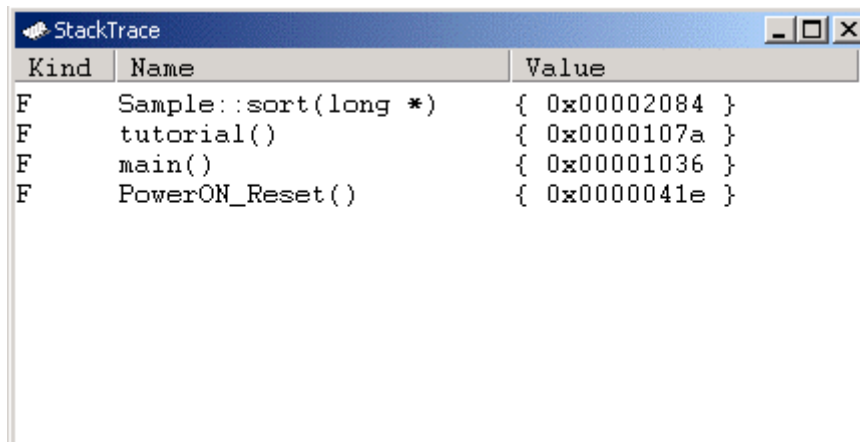 StackTrace
Kind Name Value
F Sample::sort(long *) { 0x00002084 }
F tutorial() { 0x0000107a }
F main() { 0x00001036 }
F PowerON_Reset() { 0x0000041e }